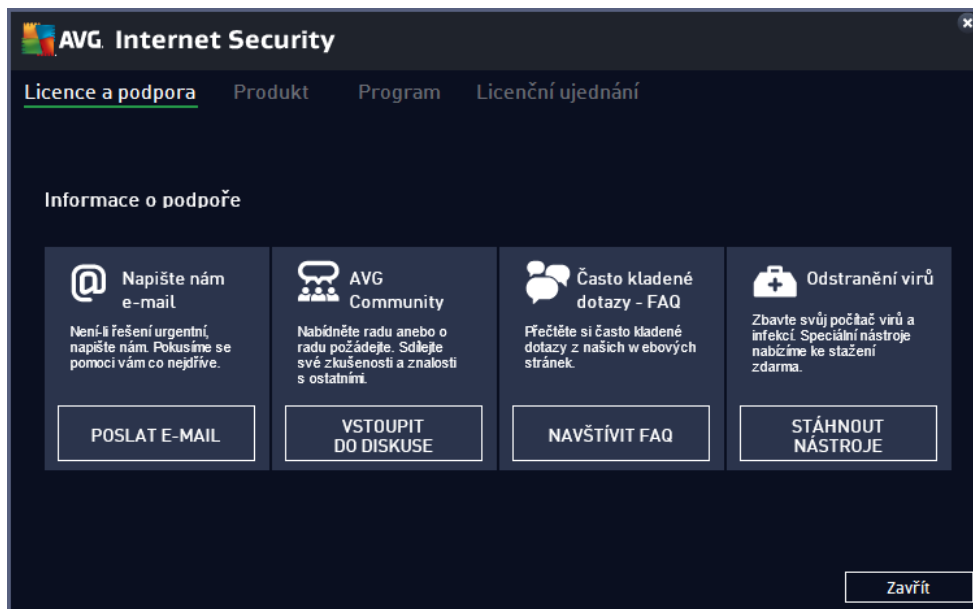 AVG Internet Security
Licence a podpora Produkt Program Licenční ujednání
Informace o podpoře
Napište nám
e-mail
Není-li řešení urgentní,
napište nám. Pokusíme se
pomoci vám co nejdříve.
POSLAT E-MAIL
AVG
Community
Nabídněte radu anebo o
radu požádejte. Sdílejte
své zkušenosti a znalosti
s ostatními.
VSTOUPIT
DO DISKUSE
Často kladené
dotazy - FAQ
Přečtěte si často kladené
dotazy z našich webových
stránek.
NAVŠTÍVIT FAQ
Odstranění virů
Zbavte svůj počítač virů a
infekcí. Speciální nástroje
nabízíme ke stažení
zdarma.
STÁHNOUT
NÁSTROJE
Zavřít